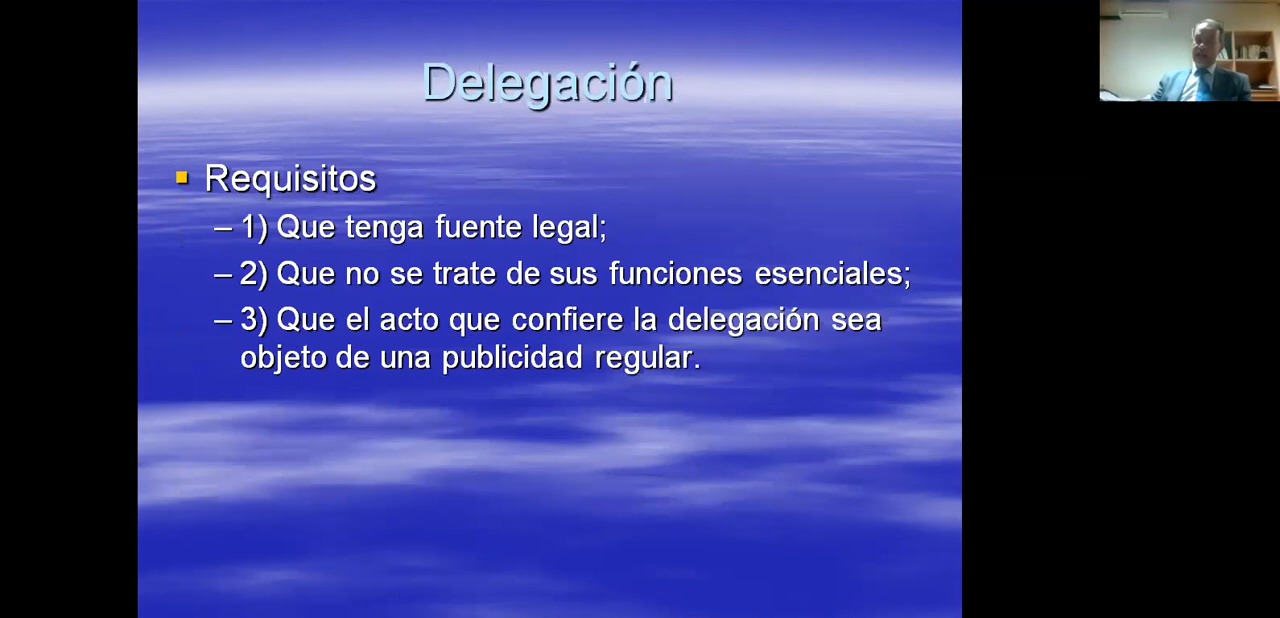 Delegación
Requisitos
– 1) Que tenga fuente legal;
– 2) Que no se trate de sus funciones esenciales;
– 3) Que el acto que confiere la delegación sea
objeto de una publicidad regular.